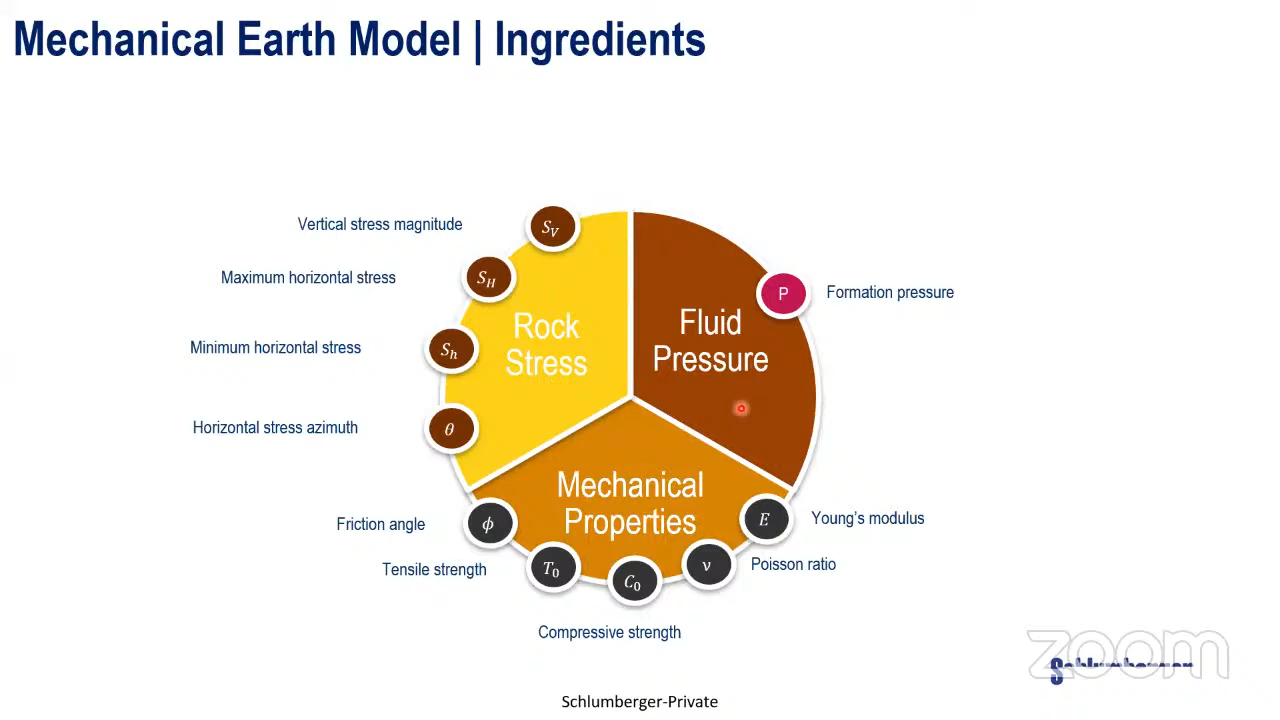 Mechanical Earth Model | Ingredients
Vertical stress magnitude
S_V
Maximum horizontal stress
S_H
Minimum horizontal stress
S_h
Horizontal stress azimuth
θ
Rock
Stress
Fluid
Pressure
P
Formation pressure
Mechanical
Properties
Friction angle
ϕ
Tensile strength
T_0
Compressive strength
C_0
ν
Poisson ratio
E
Young's modulus
zoom
Schlumberger
Schlumberger-Private